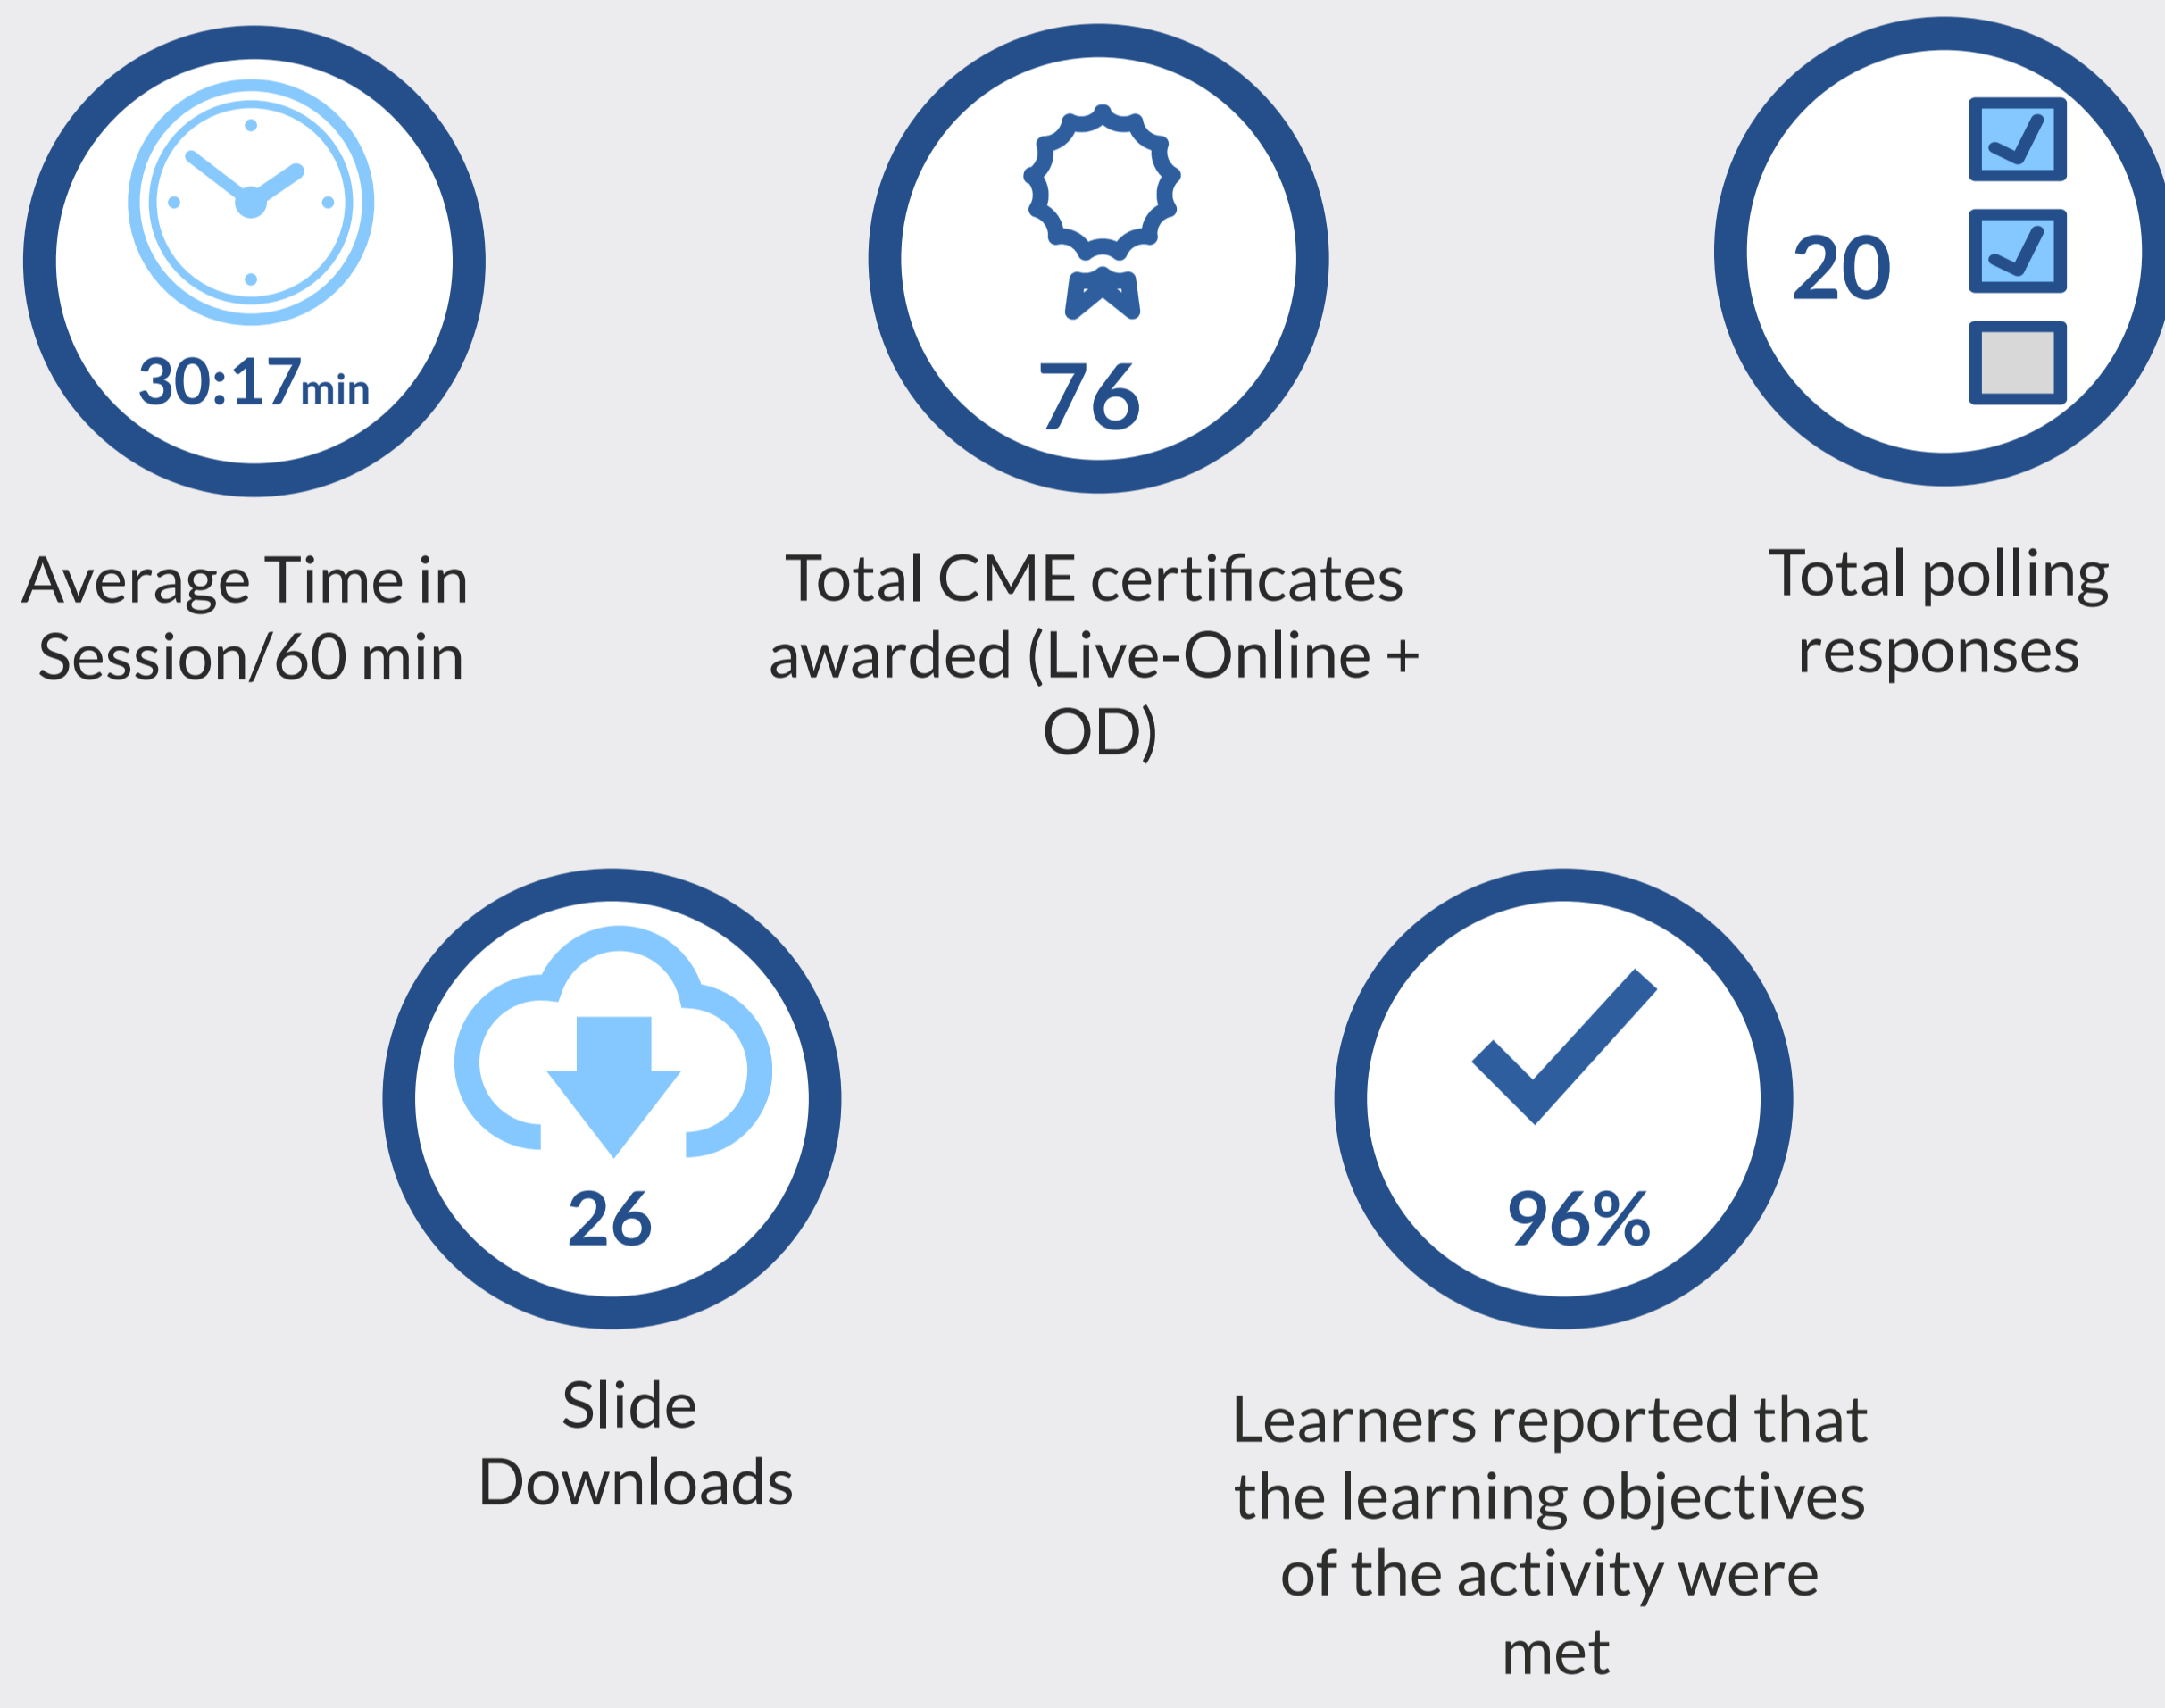 30:17min
Average Time in
Session/60 min
76
Total CME certificates
awarded (Live-Online +
OD)
20
Total polling
responses
26
Slide
Downloads
96%
Learners reported that
the learning objectives
of the activity were
met